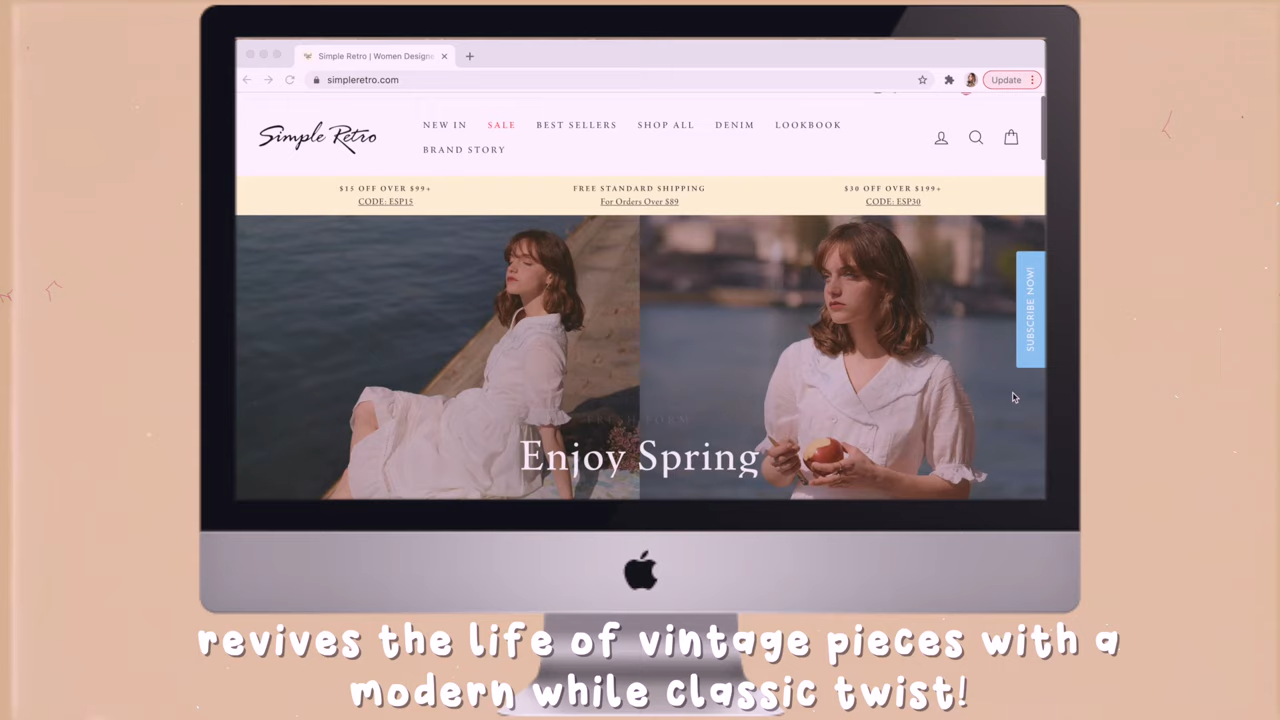 Simple Retro | Women Designe
simpleretro.com
Update
Simple Retro
NEW IN SALE BEST SELLERS SHOP ALL DENIM LOOKBOOK
BRAND STORY
$15 OFF OVER $99+
CODE: ESP15
FREE STANDARD SHIPPING
For Orders Over $89
$30 OFF OVER $199+
CODE: ESP30
SUBSCRIBE NOW!
Enjoy Spring
revives the life of vintage pieces with a
modern while classic twist!